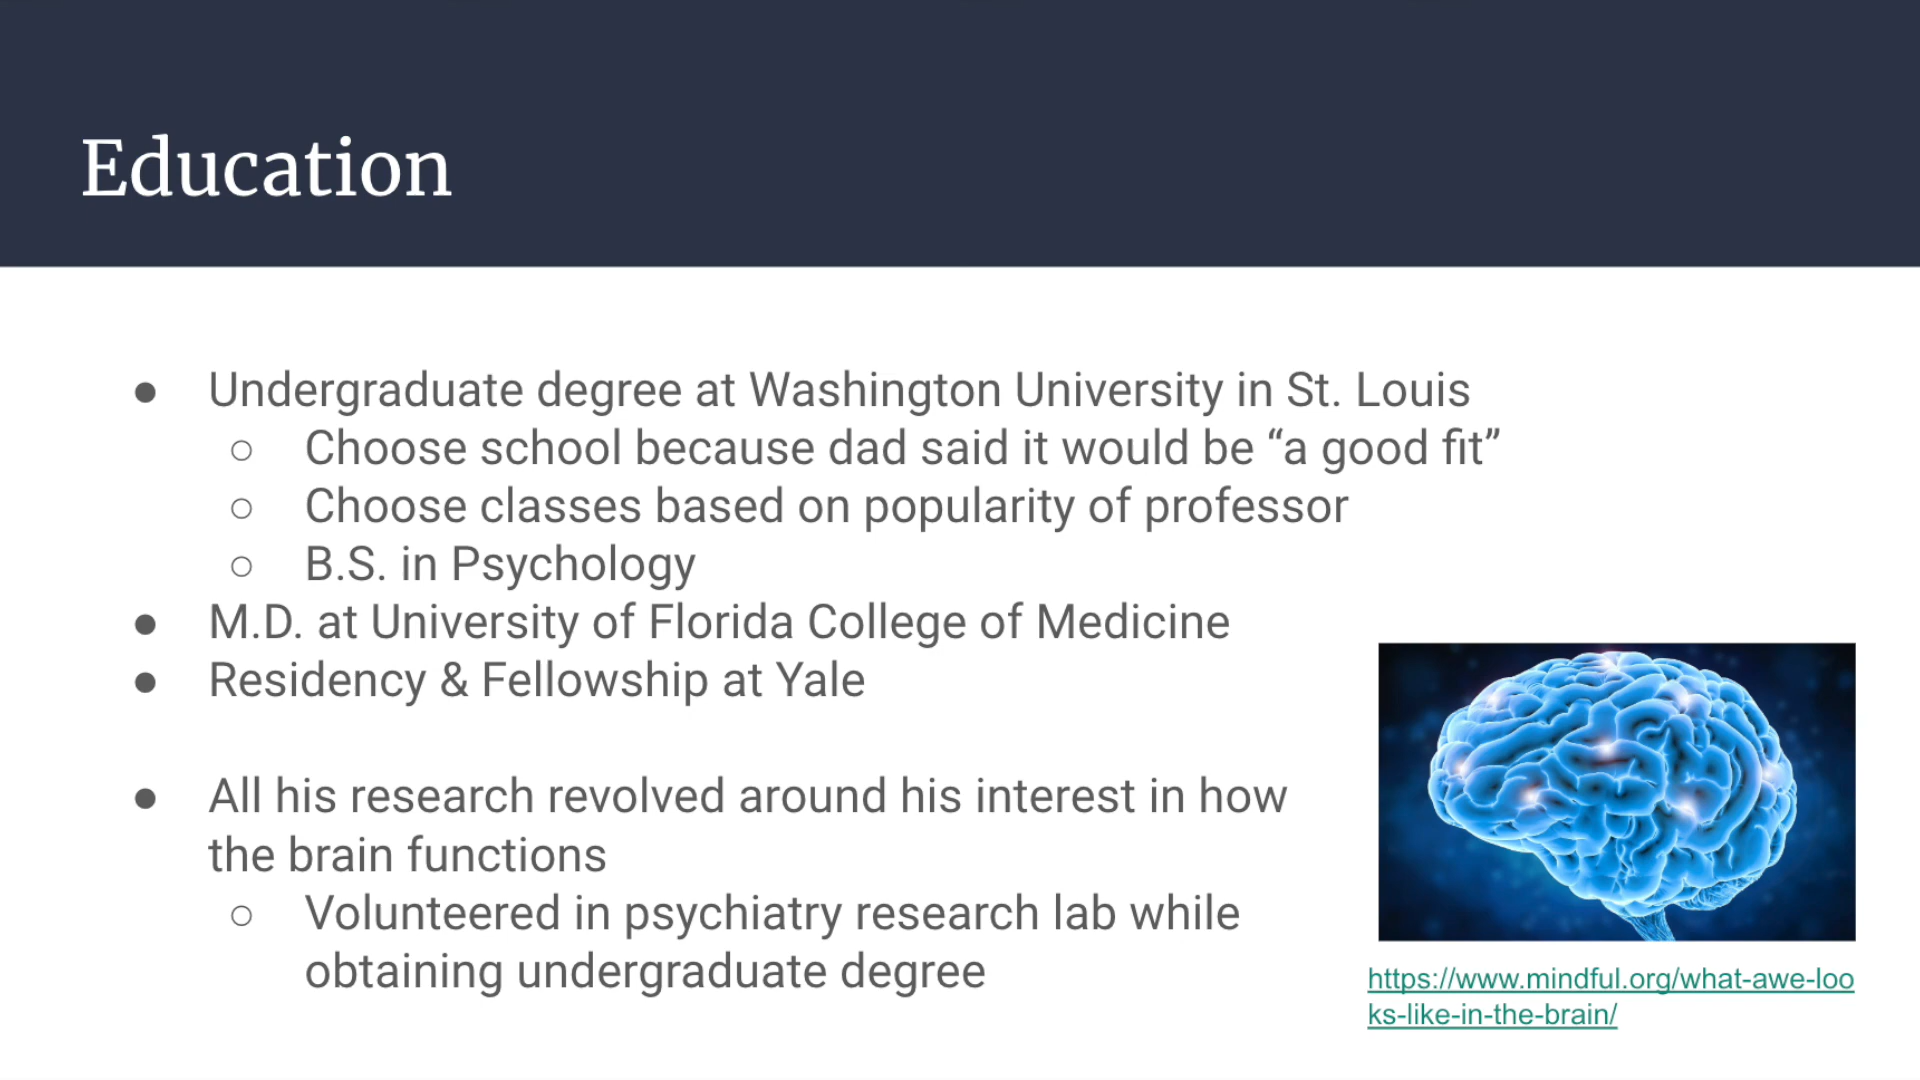 Education
● Undergraduate degree at Washington University in St. Louis
○ Choose school because dad said it would be “a good fit”
○ Choose classes based on popularity of professor
○ B.S. in Psychology
● M.D. at University of Florida College of Medicine
● Residency & Fellowship at Yale
● All his research revolved around his interest in how
the brain functions
○ Volunteered in psychiatry research lab while
obtaining undergraduate degree
https://www.mindful.org/what-awe-loo
ks-like-in-the-brain/